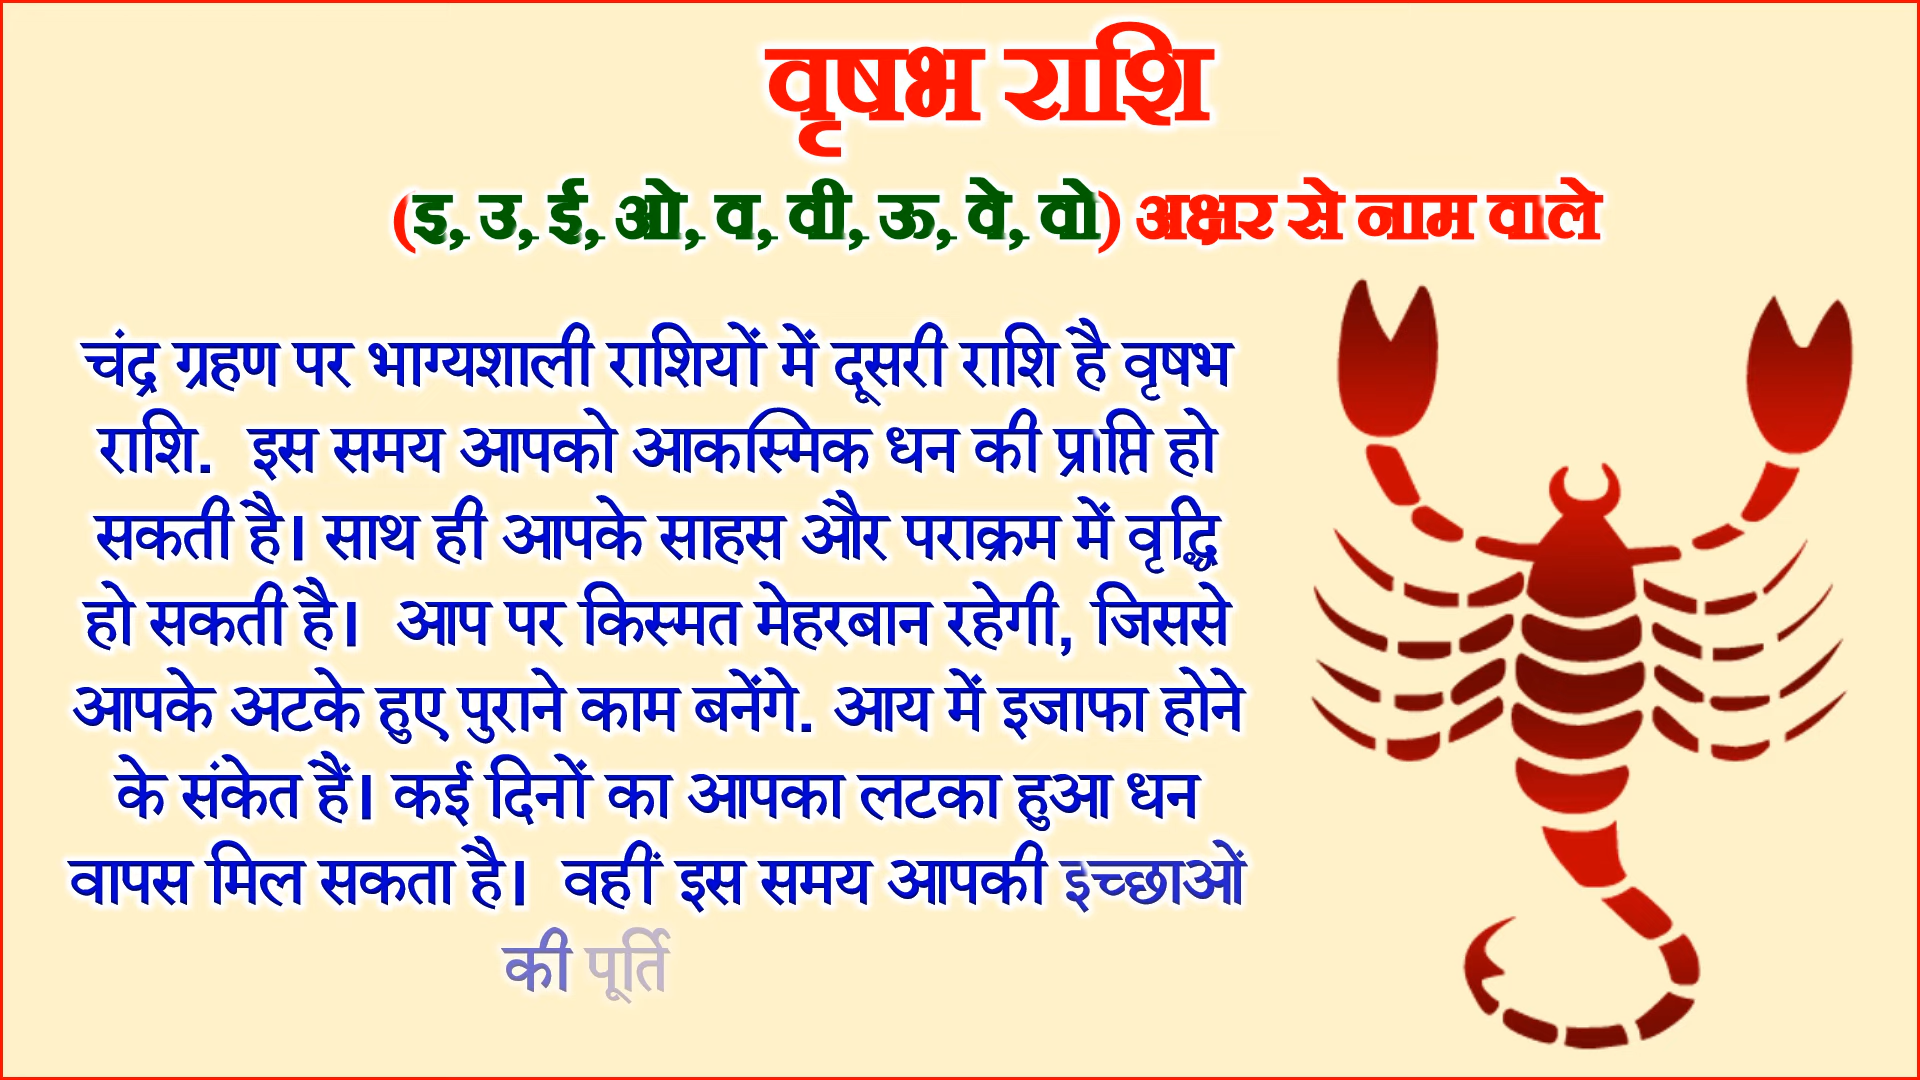 वृषभ राशि
(इ, उ, ई, ओ, व, वी, ऊ, वे, वो) अक्षर से नाम वाले
चंद्र ग्रहण पर भाग्यशाली राशियों में दूसरी राशि है वृषभ
राशि. इस समय आपको आकस्मिक धन की प्राप्ति हो
सकती है। साथ ही आपके साहस और पराक्रम में वृद्धि
हो सकती है। आप पर किस्मत मेहरबान रहेगी, जिससे
आपके अटके हुए पुराने काम बनेंगे. आय में इजाफा होने
के संकेत हैं। कई दिनों का आपका लटका हुआ धन
वापस मिल सकता है। वहीं इस समय आपकी इच्छाओं
की पूर्ति